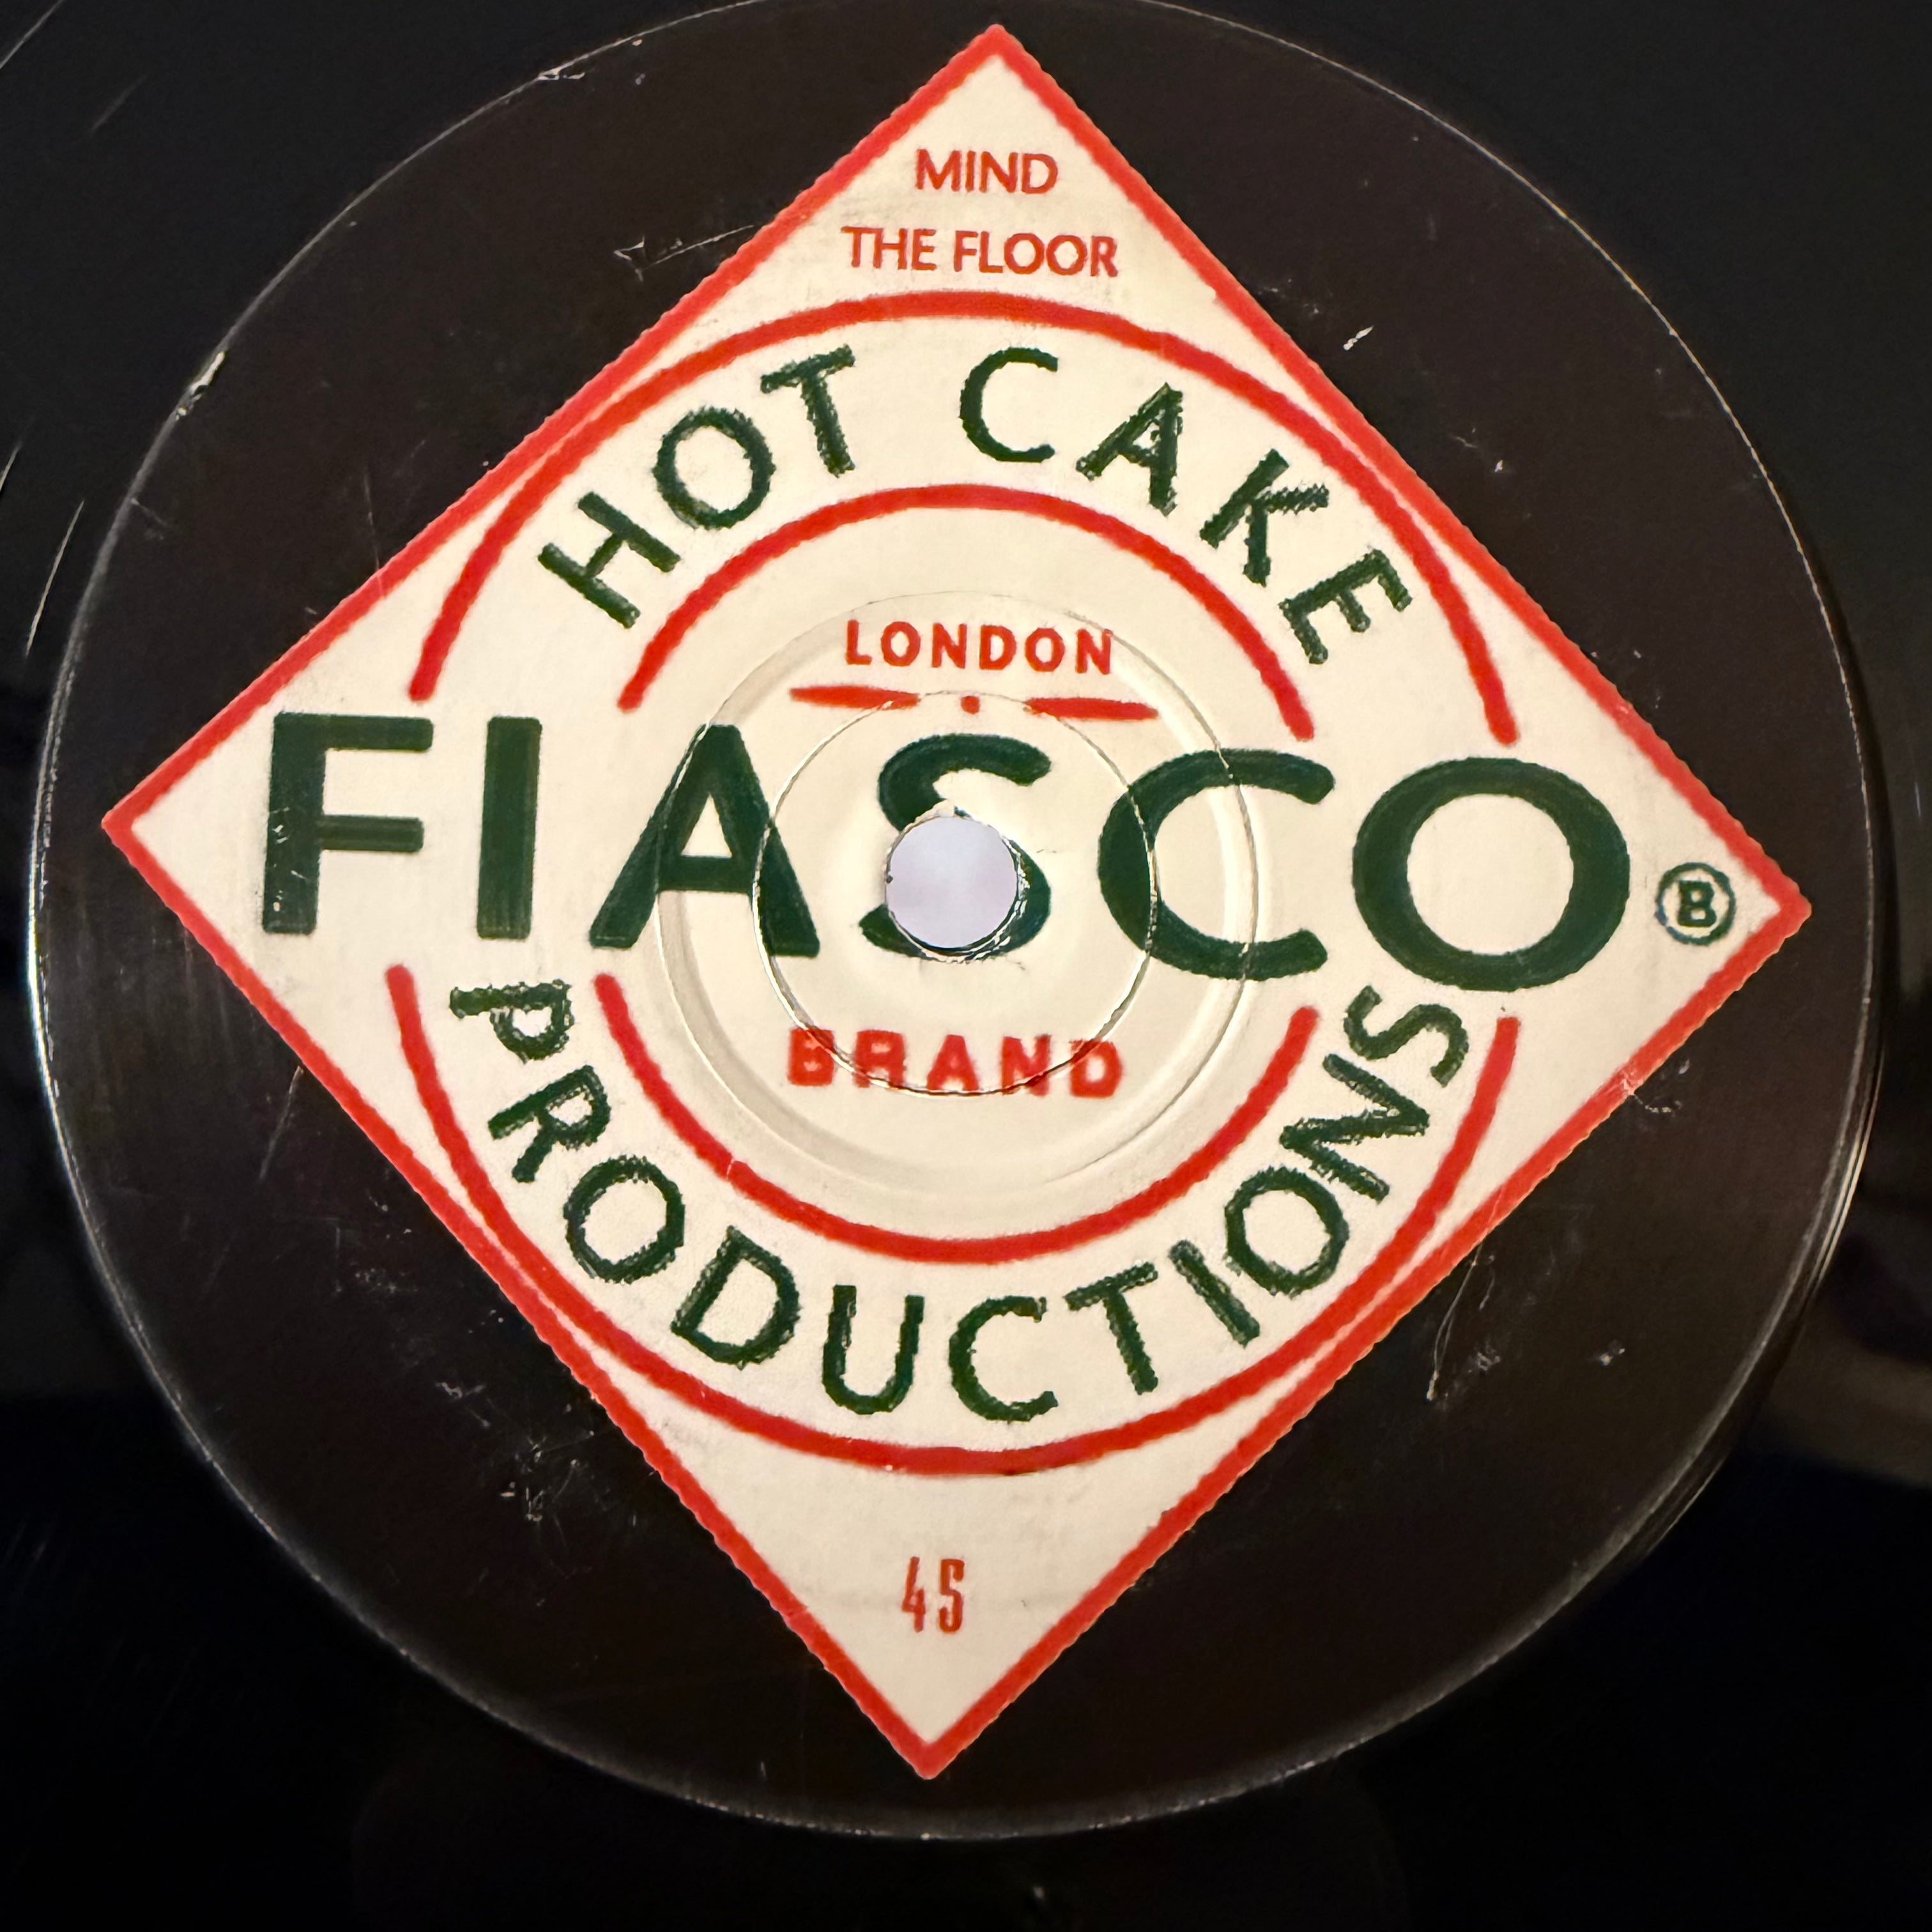 MIND
THE FLOOR
HOT CAKE
LONDON
FIASCO Ⓑ
BRAND
PRODUCTIONS
45